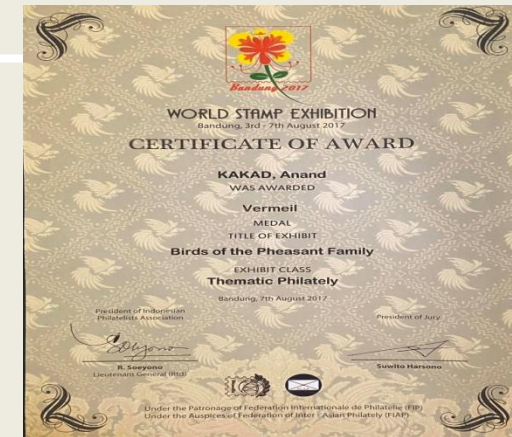 Bandung 2017
WORLD STAMP EXHIBITION
Bandung, 3rd - 7th August 2017
CERTIFICATE OF AWARD
KAKAD, Anand
WAS AWARDED
Vermeil
MEDAL
TITLE OF EXHIBIT
Birds of the Pheasant Family
EXHIBIT CLASS
Thematic Philately
Bandung, 7th August 2017
President of Indonesian
Philatelists Association
R. Soeyono
Lieutenant General (Rtd)
President of Jury
Suwito Harsono
Under the Patronage of Federation Internationale de Philatelie (FIP)
Under the Auspices of Federation of Inter - Asian Philately (FIAP)